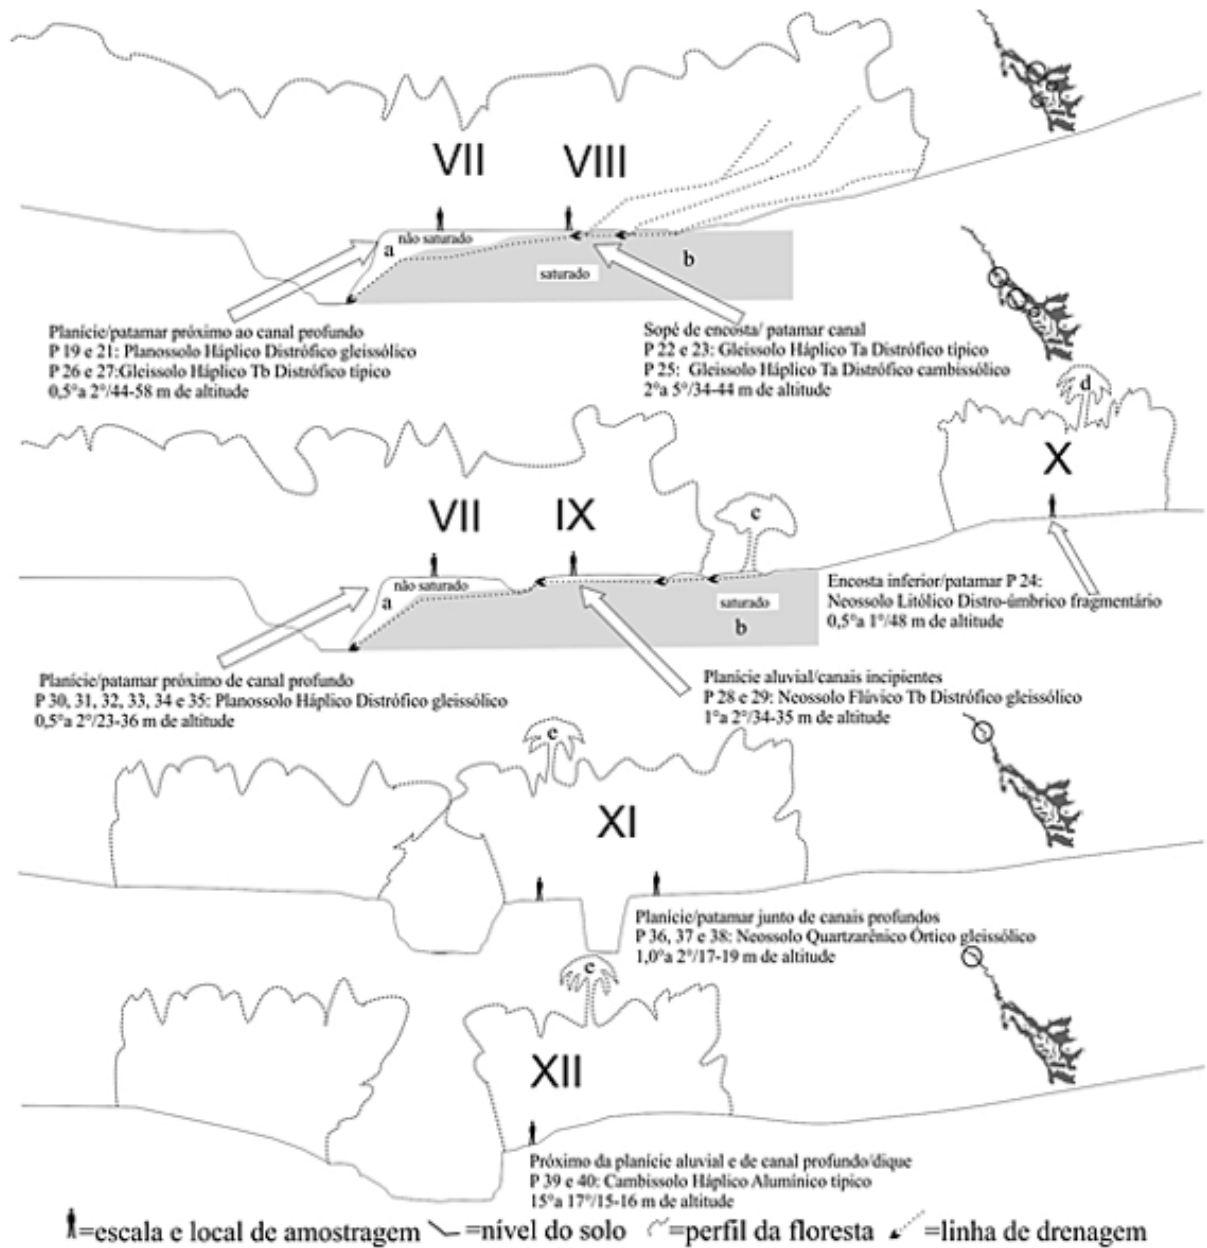 VII
VIII
não saturado
a
b
saturado
Planície/patamar próximo ao canal profundo
P 19 e 21: Planossolo Háplico Distrófico gleissólico
P 26 e 27:Gleissolo Háplico Tb Distrófico típico
0,5°a 2°/44-58 m de altitude
Sopé de encosta/ patamar canal
P 22 e 23: Gleissolo Háplico Ta Distrófico típico
P 25: Gleissolo Háplico Ta Distrófico cambissólico
2°a 5°/34-44 m de altitude
d
X
VII
IX
c
não saturado
a
saturado
b
Encosta inferior/patamar P 24:
Neossolo Litólico Distro-úmbrico fragmentário
0,5°a 1°/48 m de altitude
Planície/patamar próximo de canal profundo
P 30, 31, 32, 33, 34 e 35: Planossolo Háplico Distrófico gleissólico
0,5°a 2°/23-36 m de altitude
Planície aluvial/canais incipientes
P 28 e 29: Neossolo Flúvico Tb Distrófico gleissólico
1°a 2°/34-35 m de altitude
e
XI
Planície/patamar junto de canais profundos
P 36, 37 e 38: Neossolo Quartzarênico Órtico gleissólico
1,0°a 2°/17-19 m de altitude
e
XII
Próximo da planície aluvial e de canal profundo/dique
P 39 e 40: Cambissolo Háplico Alumínico típico
15°a 17°/15-16 m de altitude
=escala e local de amostragem =nível do solo =perfil da floresta =linha de drenagem